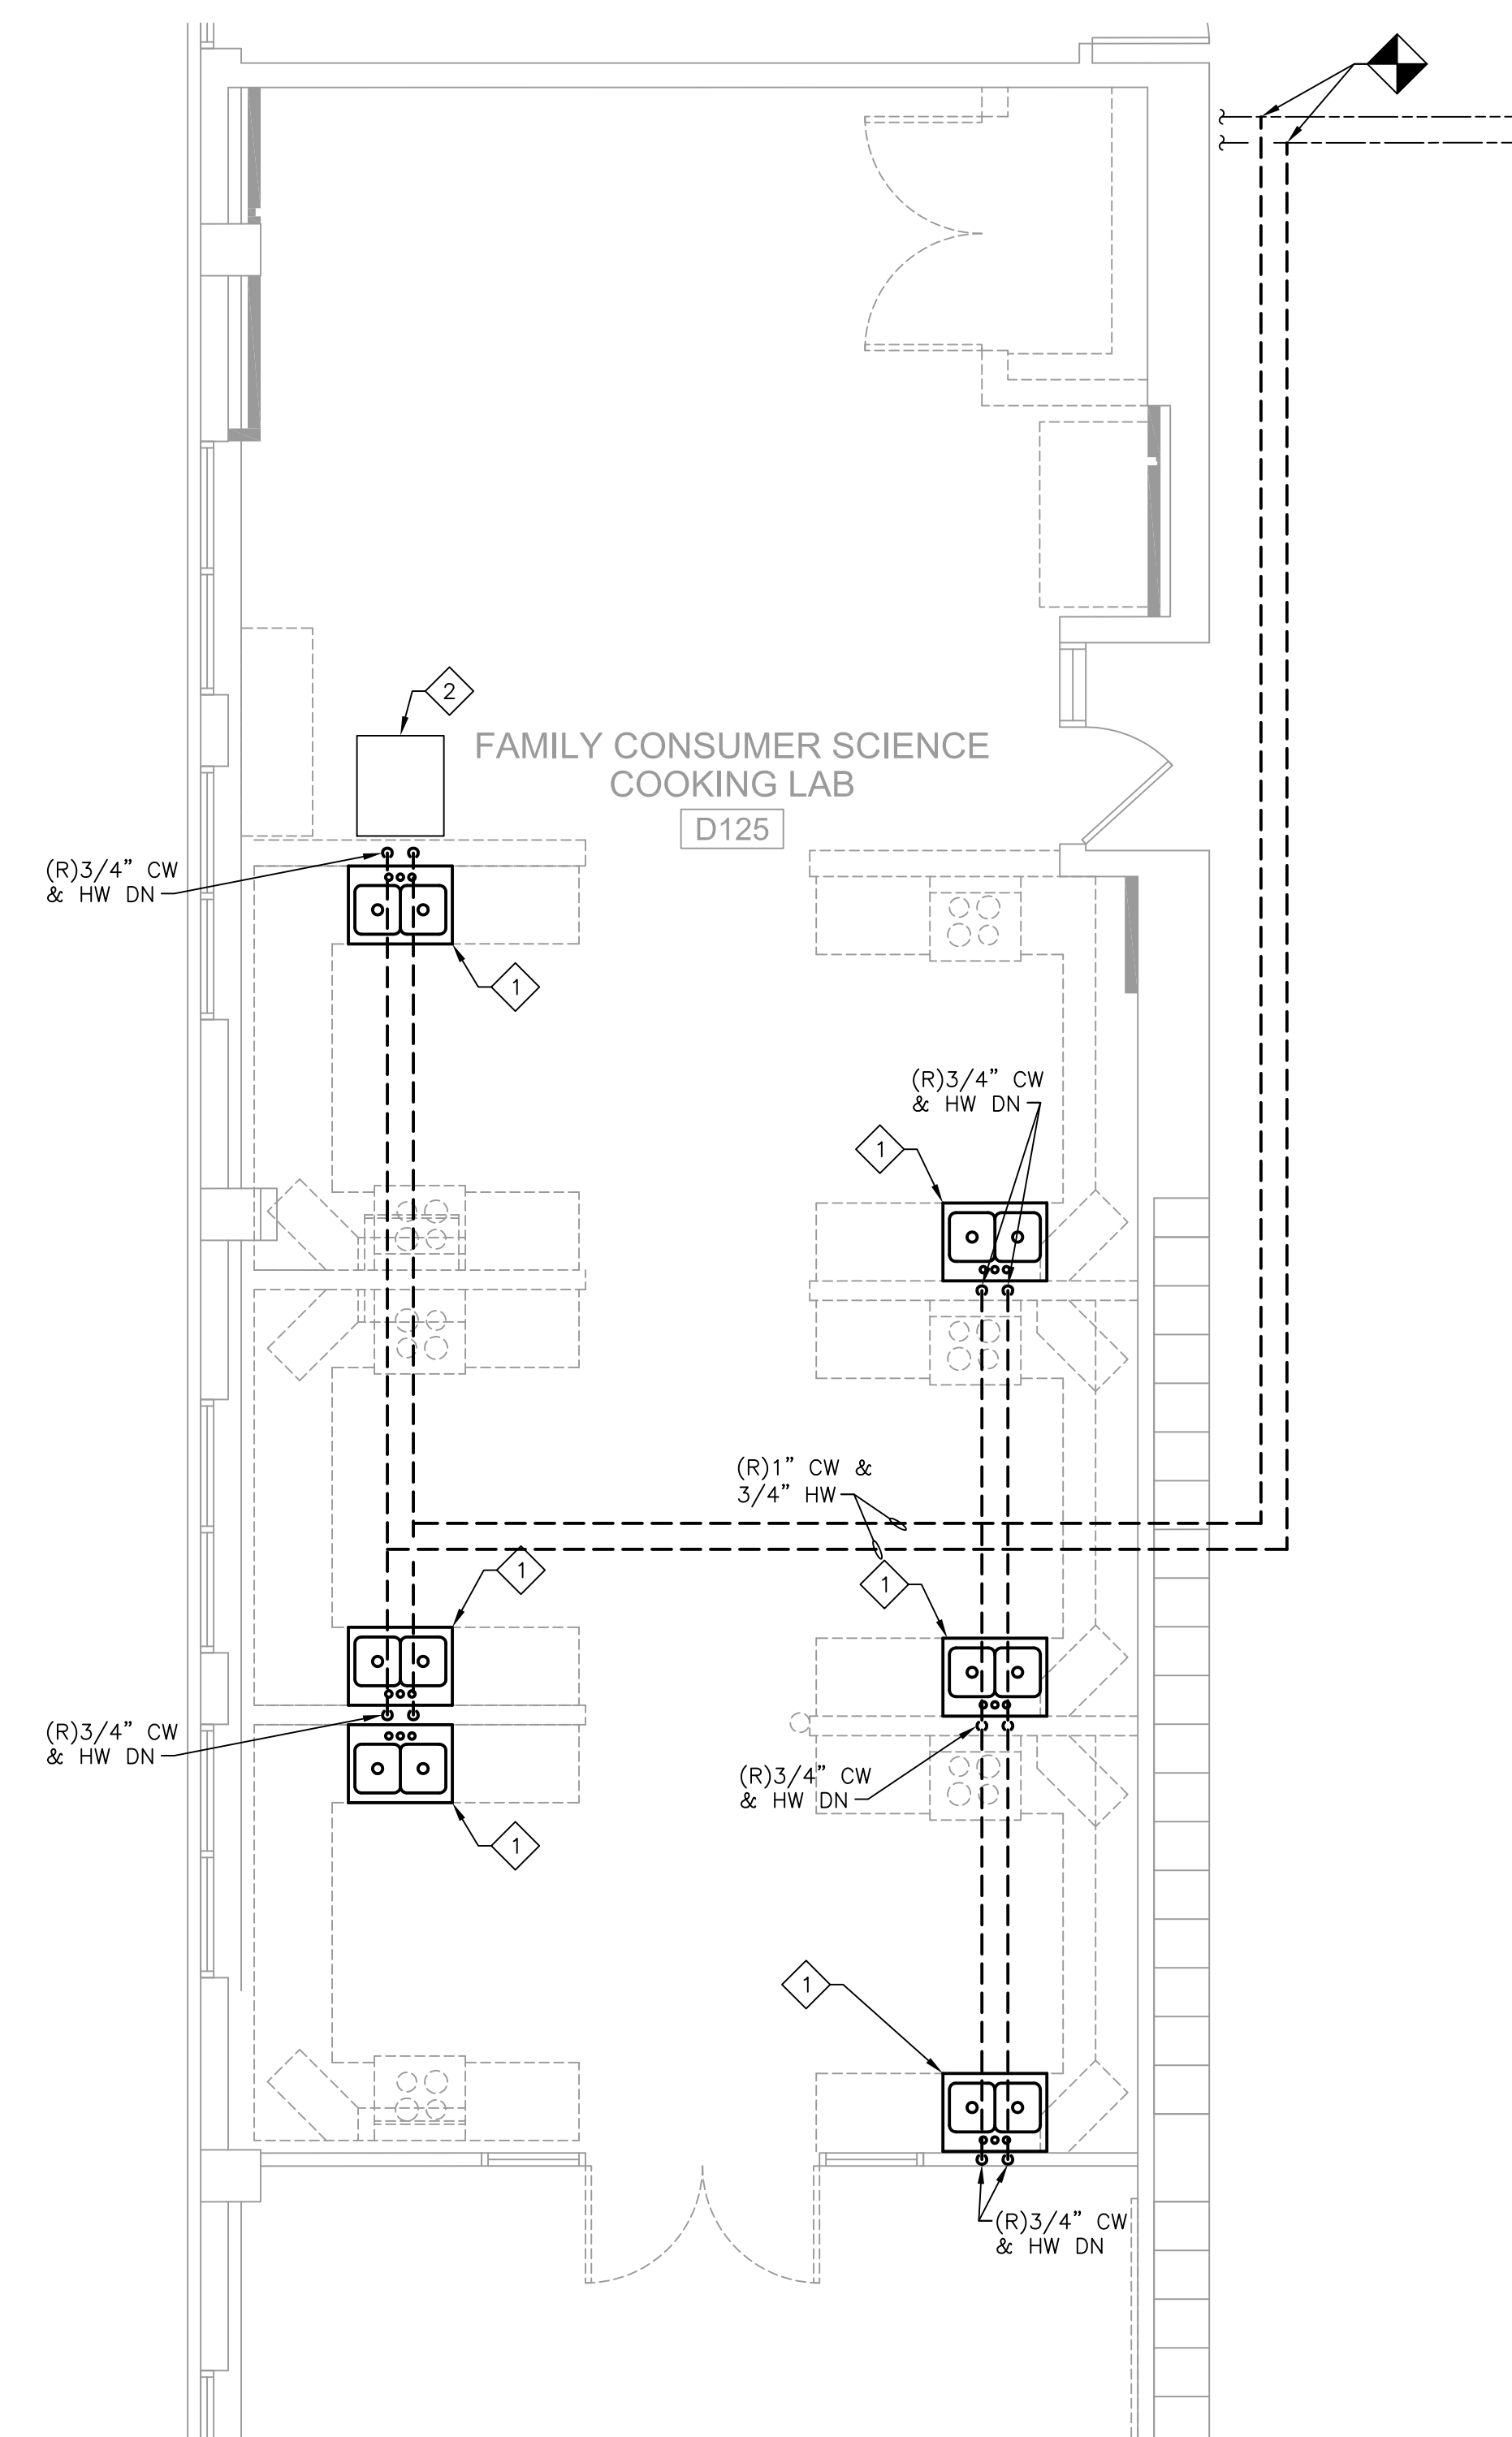 2
FAMILY CONSUMER SCIENCE
COOKING LAB
D125
(R)3/4" CW
& HW DN
1
(R)3/4" CW
& HW DN
1
(R)1" CW &
3/4" HW
1
1
(R)3/4" CW
& HW DN
(R)3/4" CW
& HW DN
1
1
(R)3/4" CW
& HW DN